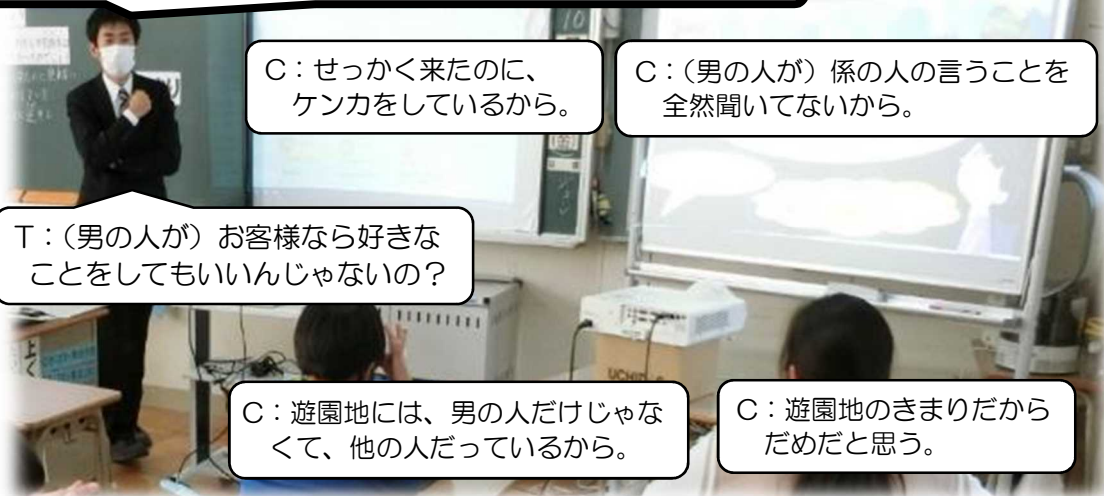 C：せっかく来たのに、
ケンカをしているから。
C：（男の人が）係の人の言うことを
全然聞いてないから。
T：（男の人が）お客様なら好きな
ことをしてもいいんじゃないの？
C：遊園地には、男の人だけじゃな
くて、他の人だっているから。
C：遊園地のきまりだから
だめだと思う。
10
上く
UCHIDA